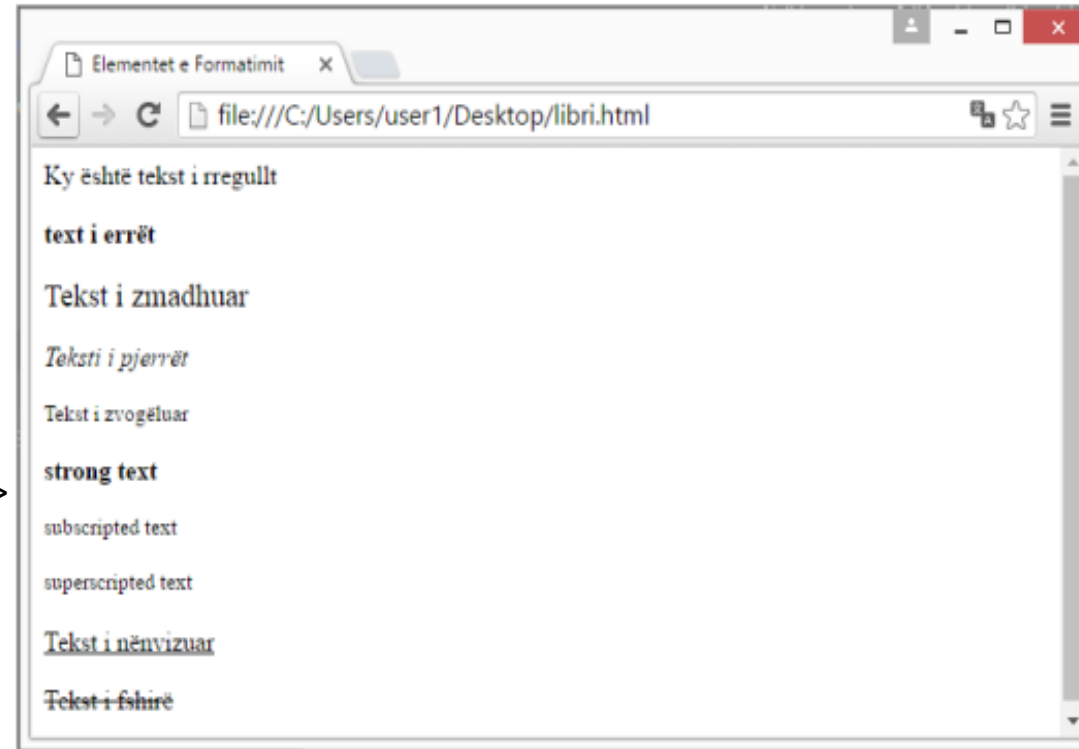 Elementet e Formatimit
file:///C:/Users/user1/Desktop/libri.html
Ky është tekst i rregullt
text i errët
Tekst i zmadhuar
Teksti i pjerrët
Tekst i zvogëluar
strong text
>
subscripted text
superscripted text
Tekst i nënvizuar
Tekst i fshirë